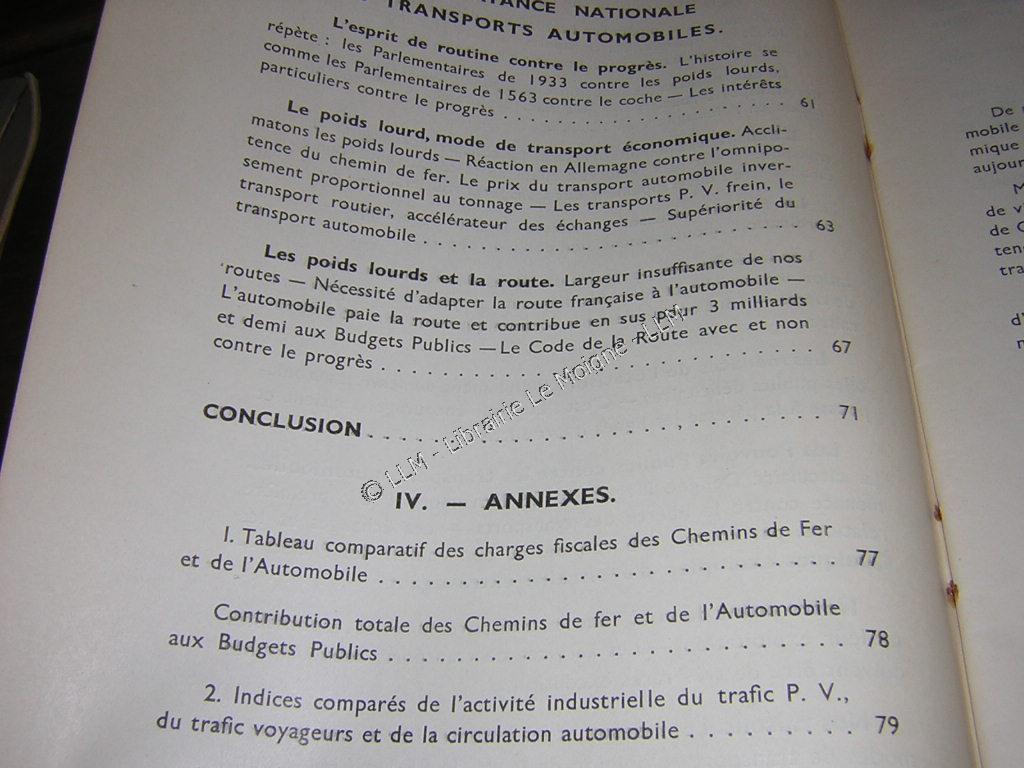 NATIONALE
TRANSPORTS AUTOMOBILES.
L'esprit de routine contre le progrès. L'histoire se
répète : les Parlementaires de 1933 contre les poids lourds,
comme les Parlementaires de 1563 contre le coche — Les intérêts
particuliers contre le progrès . . . . . . . . . . . . . . . . . . . . 61
Le poids lourd, mode de transport économique. Accli-
matons les poids lourds — Réaction en Allemagne contre l'omnipo-
tence du chemin de fer. Le prix du transport automobile inver-
sement proportionnel au tonnage — Les transports P. V. frein, le
transport routier, accélérateur des échanges — Supériorité du
transport automobile . . . . . . . . . . . . . . . . . . . . . . . . 63
Les poids lourds et la route. Largeur insuffisante de nos
routes — Nécessité d'adapter la route française à l'automobile —
L'automobile paie la route et contribue en sus pour 3 milliards
et demi aux Budgets Publics — Le Code de la Route avec et non
contre le progrès . . . . . . . . . . . . . . . . . . . . . . . . . . 67
CONCLUSION . . . . . . . . . . . . . . . . . . . . . . . . . . 71
© LLM - Librairie Le Moigne - LLM
IV. — ANNEXES.
1. Tableau comparatif des charges fiscales des Chemins de Fer
et de l'Automobile . . . . . . . . . . . . . . . . . . . . . . . . . 77
Contribution totale des Chemins de fer et de l'Automobile
aux Budgets Publics . . . . . . . . . . . . . . . . . . . . . . . . 78
2. Indices comparés de l'activité industrielle du trafic P. V.,
du trafic voyageurs et de la circulation automobile . . . . . . . . . 79
De
mobile
mique
aujour
de v
de
ten
tra
d'